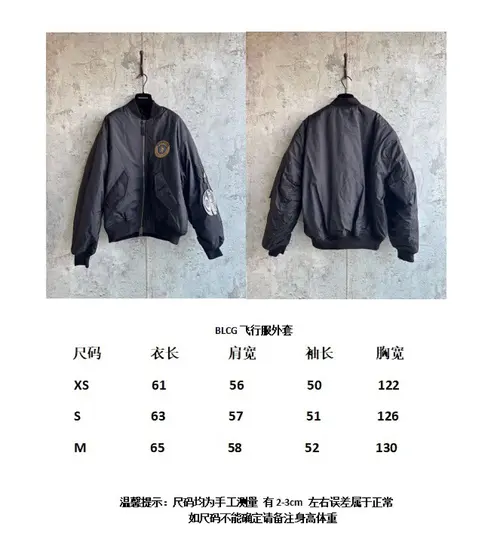 BLCG 飞行服外套
尺码 衣长 肩宽 袖长 胸宽
XS 61 56 50 122
S 63 57 51 126
M 65 58 52 130
温馨提示：尺码均为手工测量 有2-3cm 左右误差属于正常
如尺码不能确定请备注身高体重